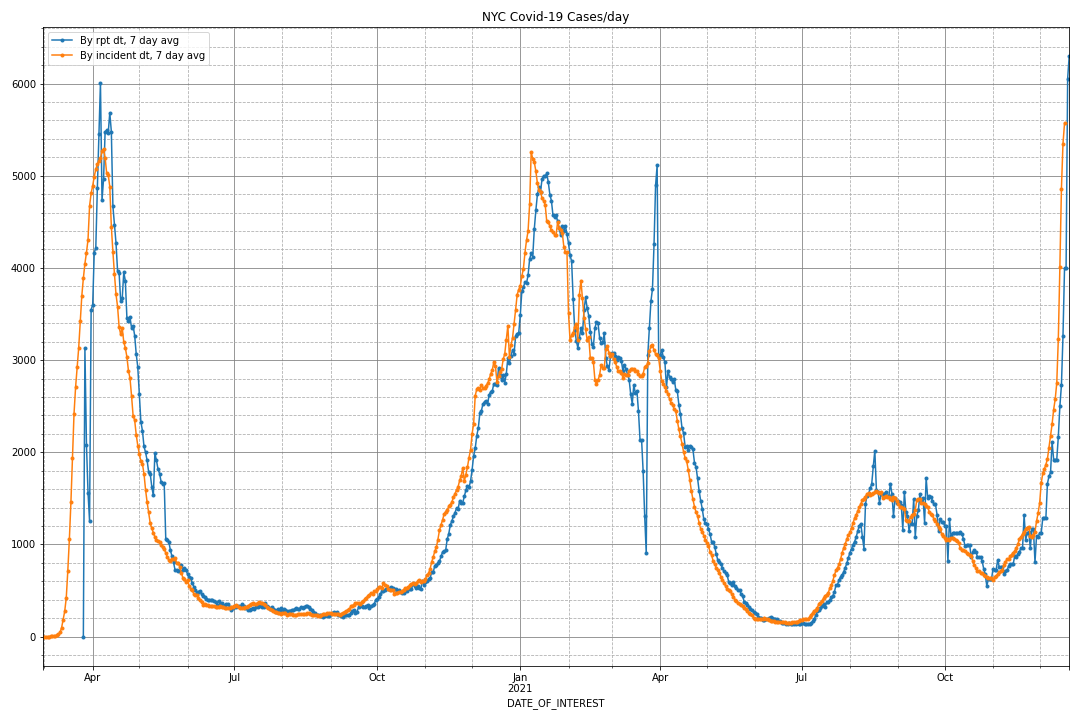 NYC Covid-19 Cases/day
By rpt dt, 7 day avg
By incident dt, 7 day avg
6000
5000
4000
3000
2000
1000
0
Apr Jul Oct Jan Apr Jul Oct
2021
DATE_OF_INTEREST